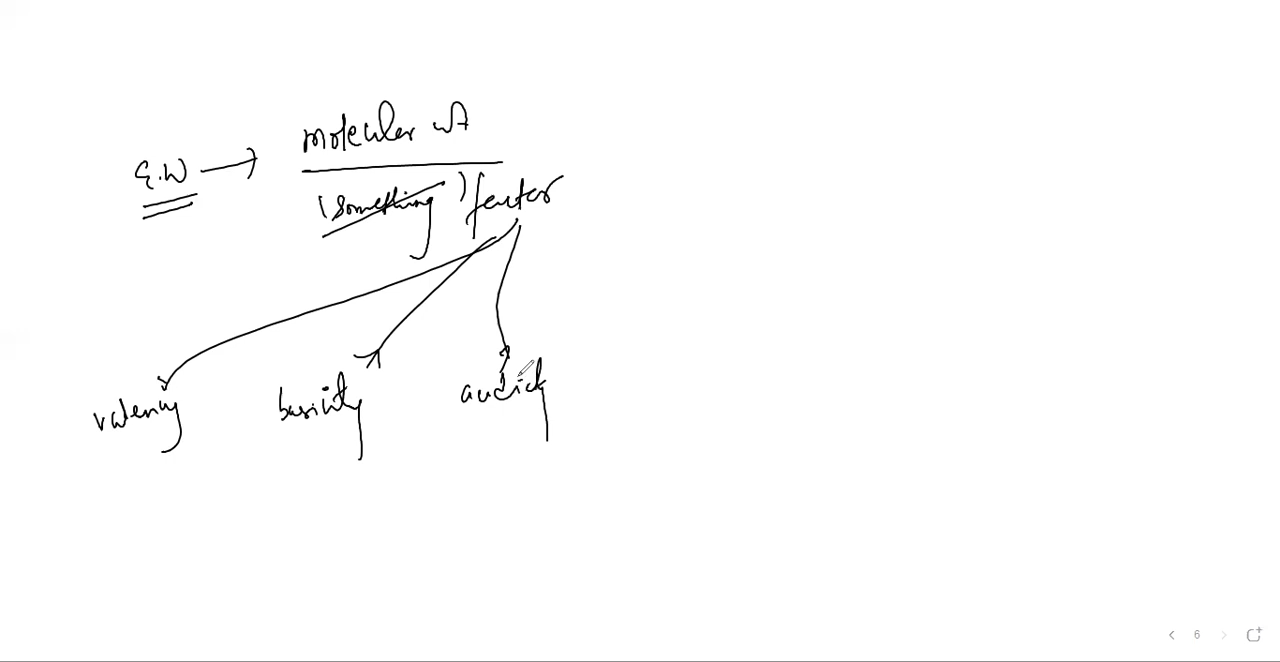 molecular wt
E.W →
(something) factor
valency basicity acidity
6